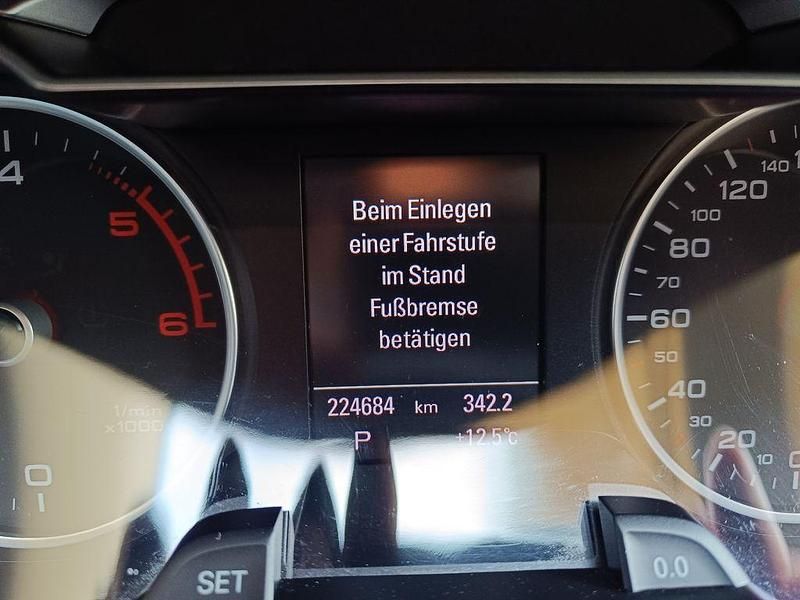 Beim Einlegen
einer Fahrstufe
im Stand
Fußbremse
betätigen
224684 km 342.2
P +12.5°C
4
5
6
1/min
x1000
0
140
120
100
80
70
60
50
40
30
20
10
0
SET
0.0